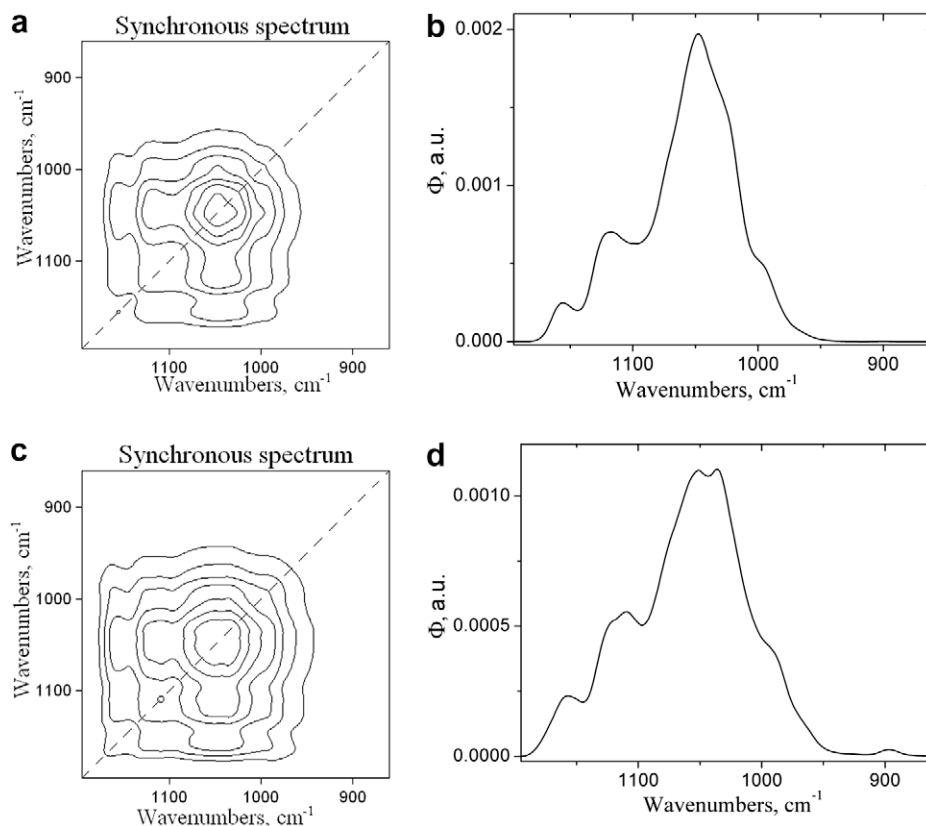 a
Synchronous spectrum
Wavenumbers, cm-1
900
1000
1100
1100 1000 900
Wavenumbers, cm-1
b
Φ, a.u.
0.002
0.001
0.000
1100 1000 900
Wavenumbers, cm-1
c
Synchronous spectrum
Wavenumbers, cm-1
900
1000
1100
1100 1000 900
Wavenumbers, cm-1
d
Φ, a.u.
0.0010
0.0005
0.0000
1100 1000 900
Wavenumbers, cm-1